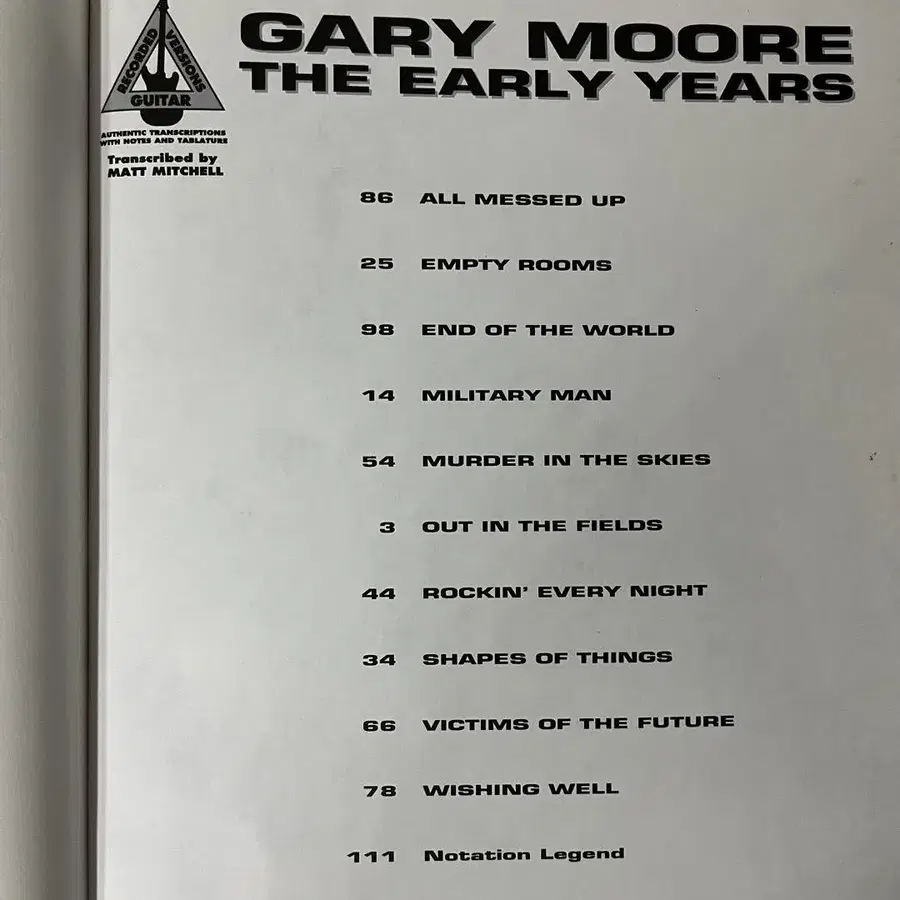 GARY MOORE
THE EARLY YEARS
RECORDED VERSIONS
GUITAR
AUTHENTIC TRANSCRIPTIONS
WITH NOTES AND TABLATURE
Transcribed by
MATT MITCHELL
86 ALL MESSED UP
25 EMPTY ROOMS
98 END OF THE WORLD
14 MILITARY MAN
54 MURDER IN THE SKIES
3 OUT IN THE FIELDS
44 ROCKIN' EVERY NIGHT
34 SHAPES OF THINGS
66 VICTIMS OF THE FUTURE
78 WISHING WELL
111 Notation Legend